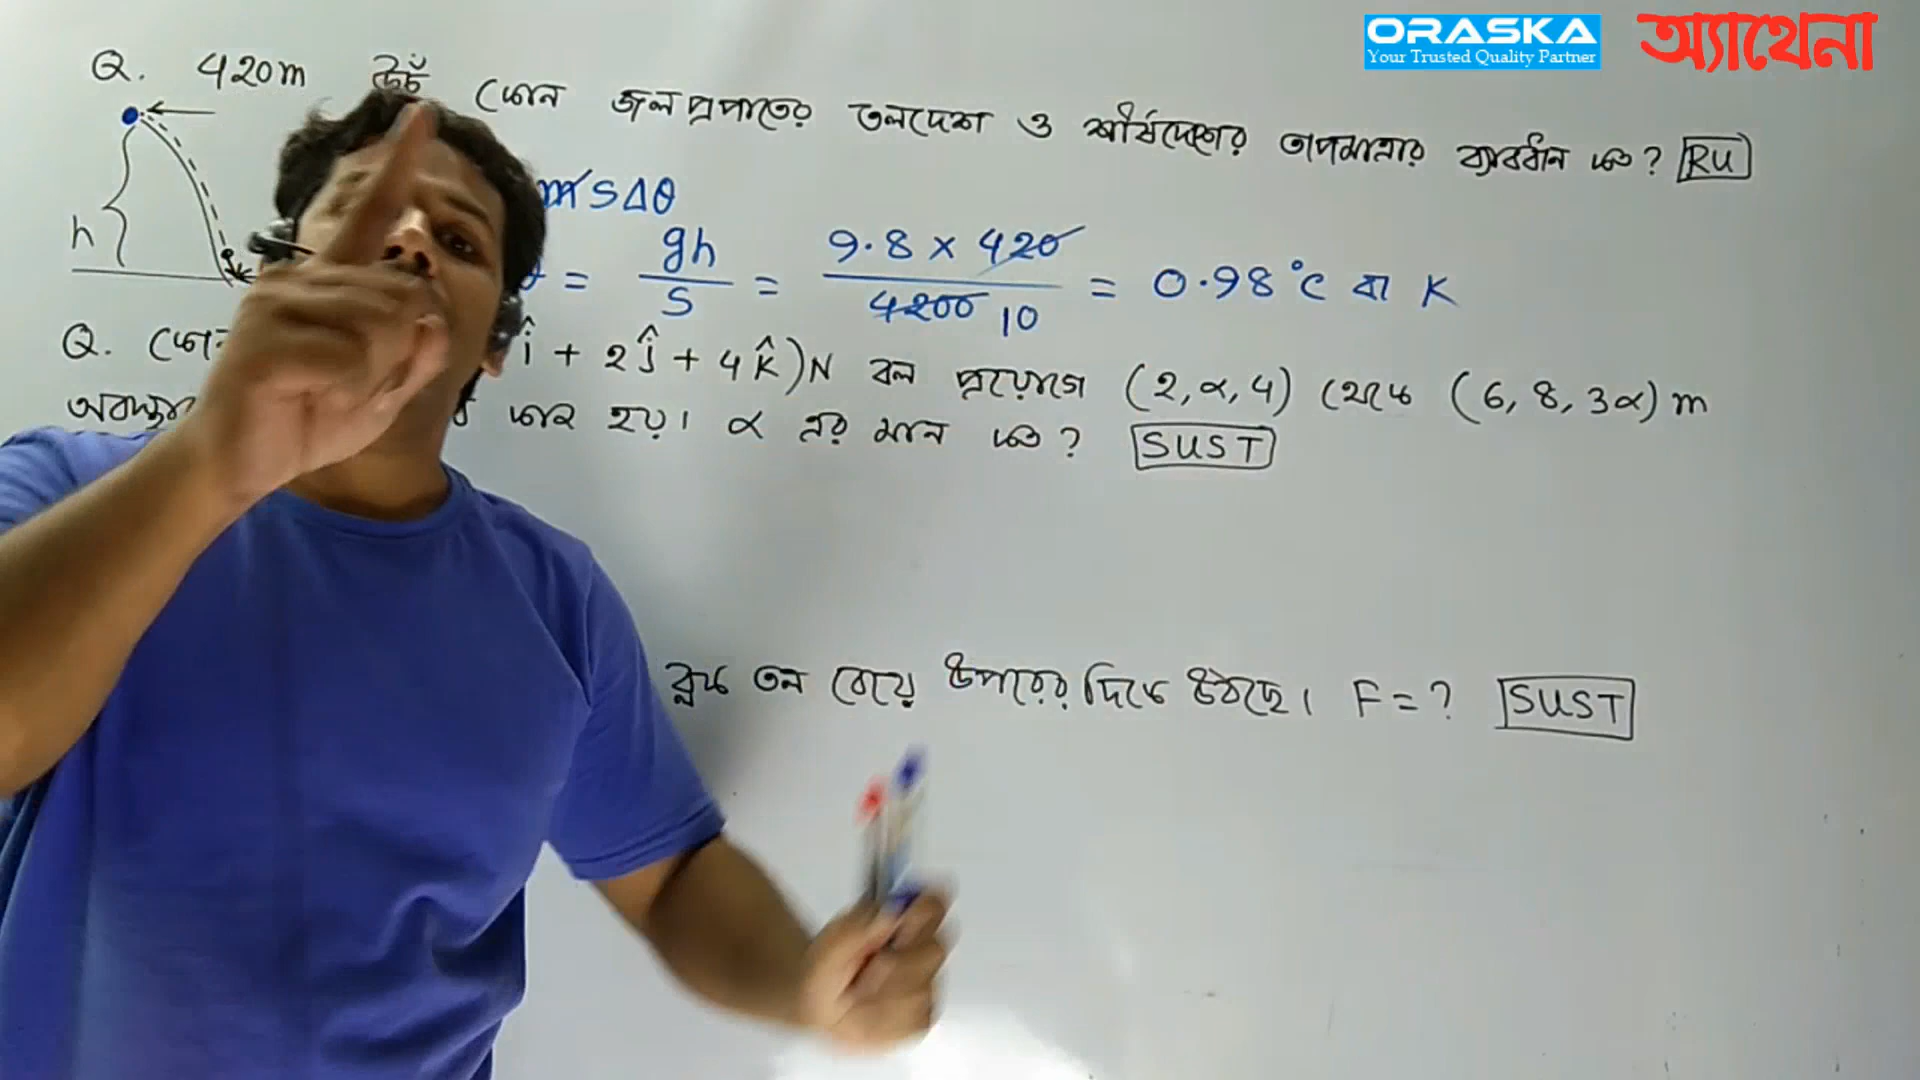 ORASKA
Your Trusted Quality Partner
অ্যাথেনা
Q. 420m উঁচু কোন জলপ্রপাতের তলদেশ ও শীর্ষদেশের তাপমাত্রার ব্যবধান কত? RU
h
m S Δθ
= gh/S = 9.8 × 420 / 4200 10 = 0.98°C বা K
Q. î + 2ĵ + 4k̂)N বল প্রয়োগে (2, α, 4) থেকে (6, 8, 3α) m
কাজ হয়। α এর মান কত? SUST
তল বেয়ে উপরের দিকে উঠছে। F = ? SUST